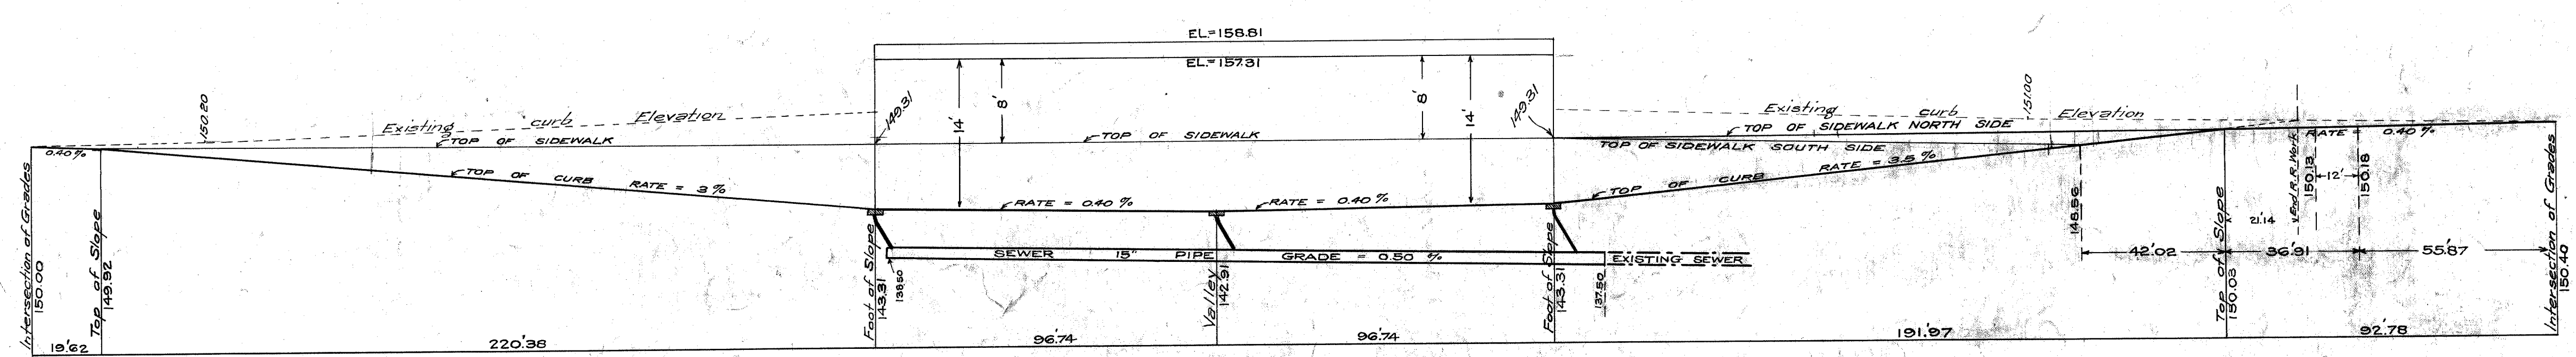 EL.=158.81
EL.=157.31
150.20
Existing curb Elevation
149.31
14'
8'
8'
14'
149.31
Existing curb Elevation
151.00
TOP OF SIDEWALK
TOP OF SIDEWALK
TOP OF SIDEWALK NORTH SIDE
TOP OF SIDEWALK SOUTH SIDE
0.40 %
RATE = 0.40 %
TOP OF CURB RATE = 3 %
RATE = 0.40 %
RATE = 0.40 %
TOP OF CURB RATE = 3.5 %
Intersection of Grades
150.00
Top of Slope
149.92
Foot of Slope
143.31
138.50
SEWER 15" PIPE GRADE = 0.50 %
EXISTING SEWER
Valley
142.91
Foot of Slope
143.31
137.50
148.56
Top of Slope
150.03
21.14
End R.R. Work
150.13
12'
150.18
42.'02
36.'91
55.'87
Intersection of Grades
150.40
19.'62
220.'38
96.'74
96.'74
191.'97
92.'78